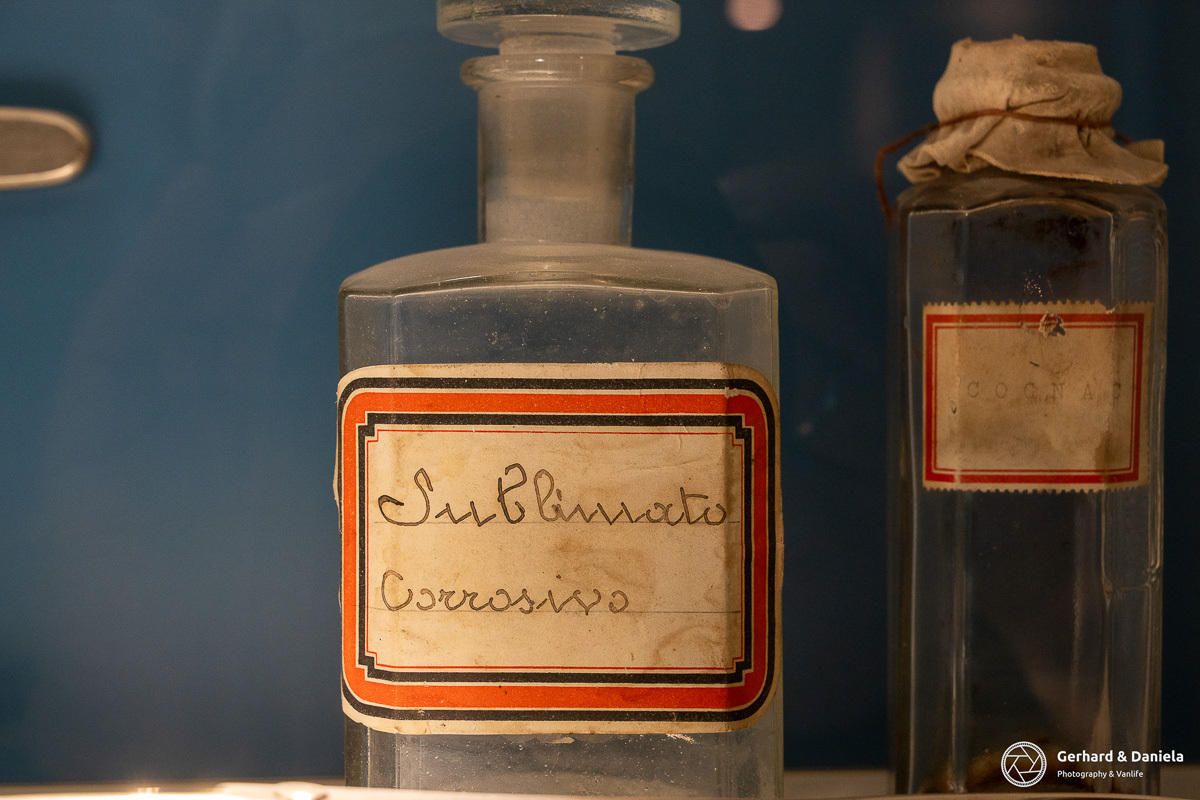 Sublimato
Corrosivo
COGNAC
Gerhard & Daniela
Photography & Vanlife